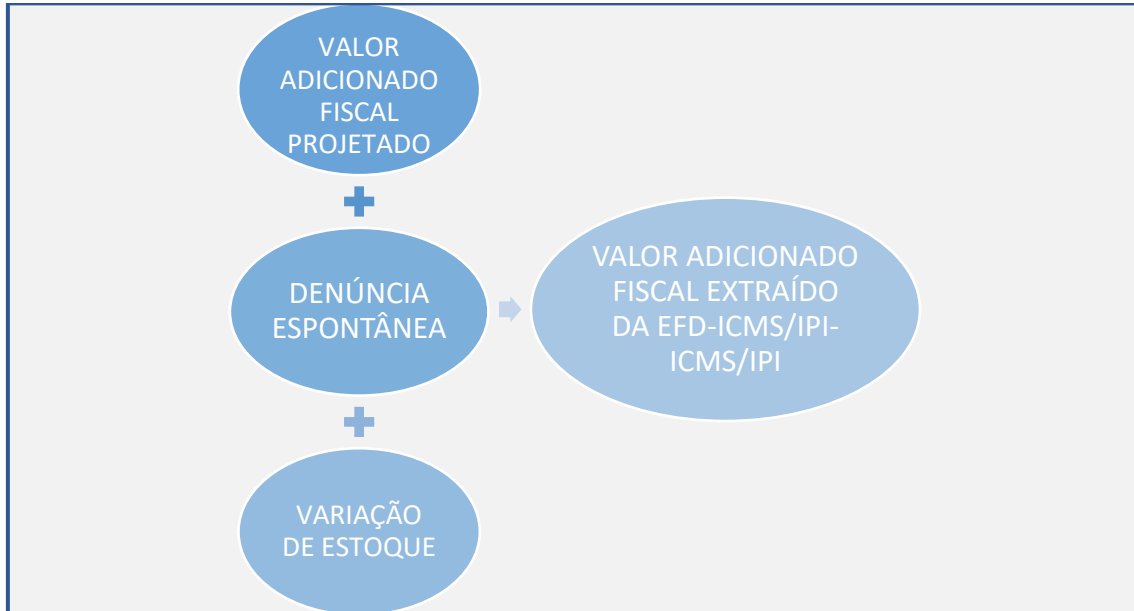 VALOR
ADICIONADO
FISCAL
PROJETADO
DENÚNCIA
ESPONTÂNEA
VARIAÇÃO
DE ESTOQUE
VALOR ADICIONADO
FISCAL EXTRAÍDO
DA EFD-ICMS/IPI-
ICMS/IPI